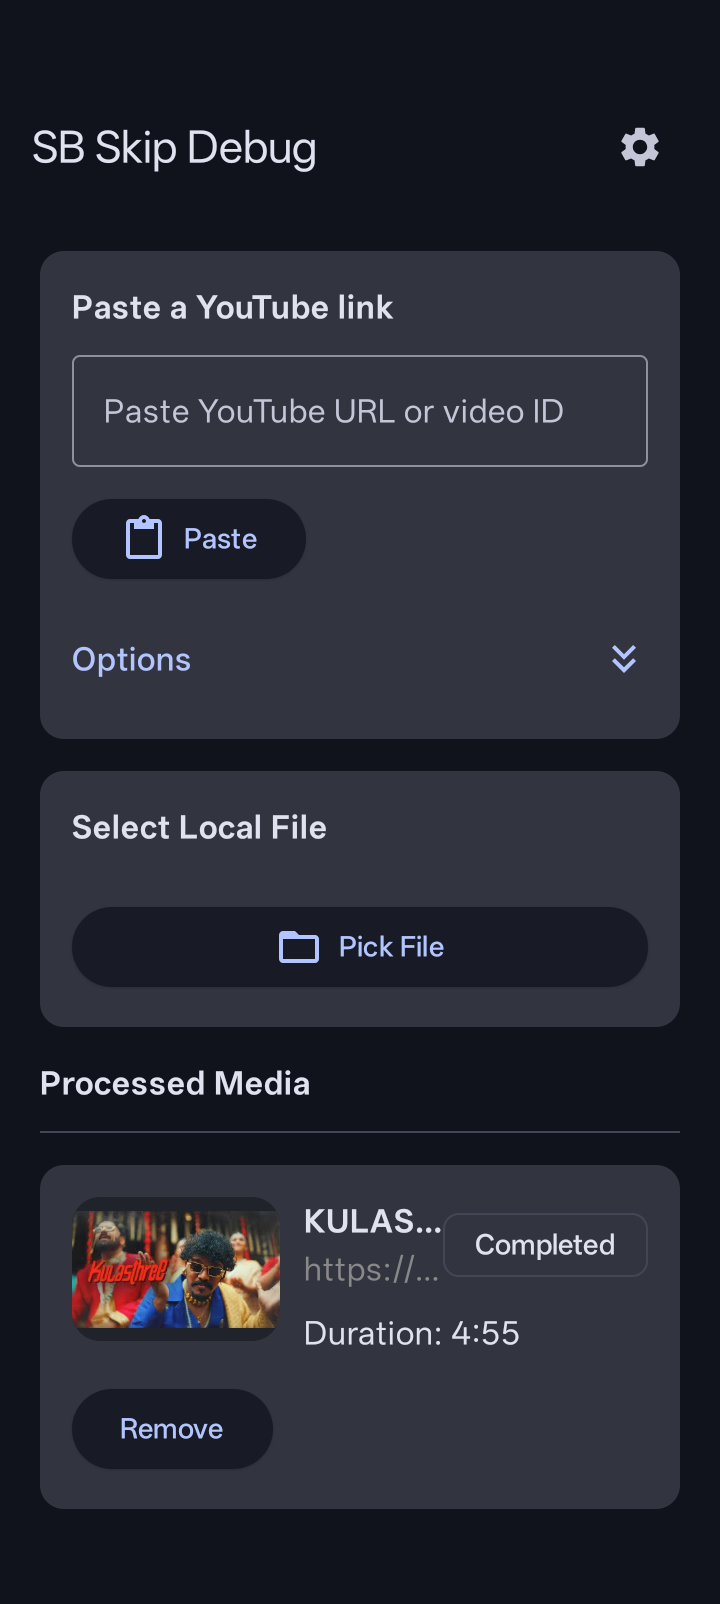 SB Skip Debug
Paste a YouTube link
Paste YouTube URL or video ID
Paste
Options
Select Local File
Pick File
Processed Media
Kulasthree
KULAS...
https://...
Completed
Duration: 4:55
Remove